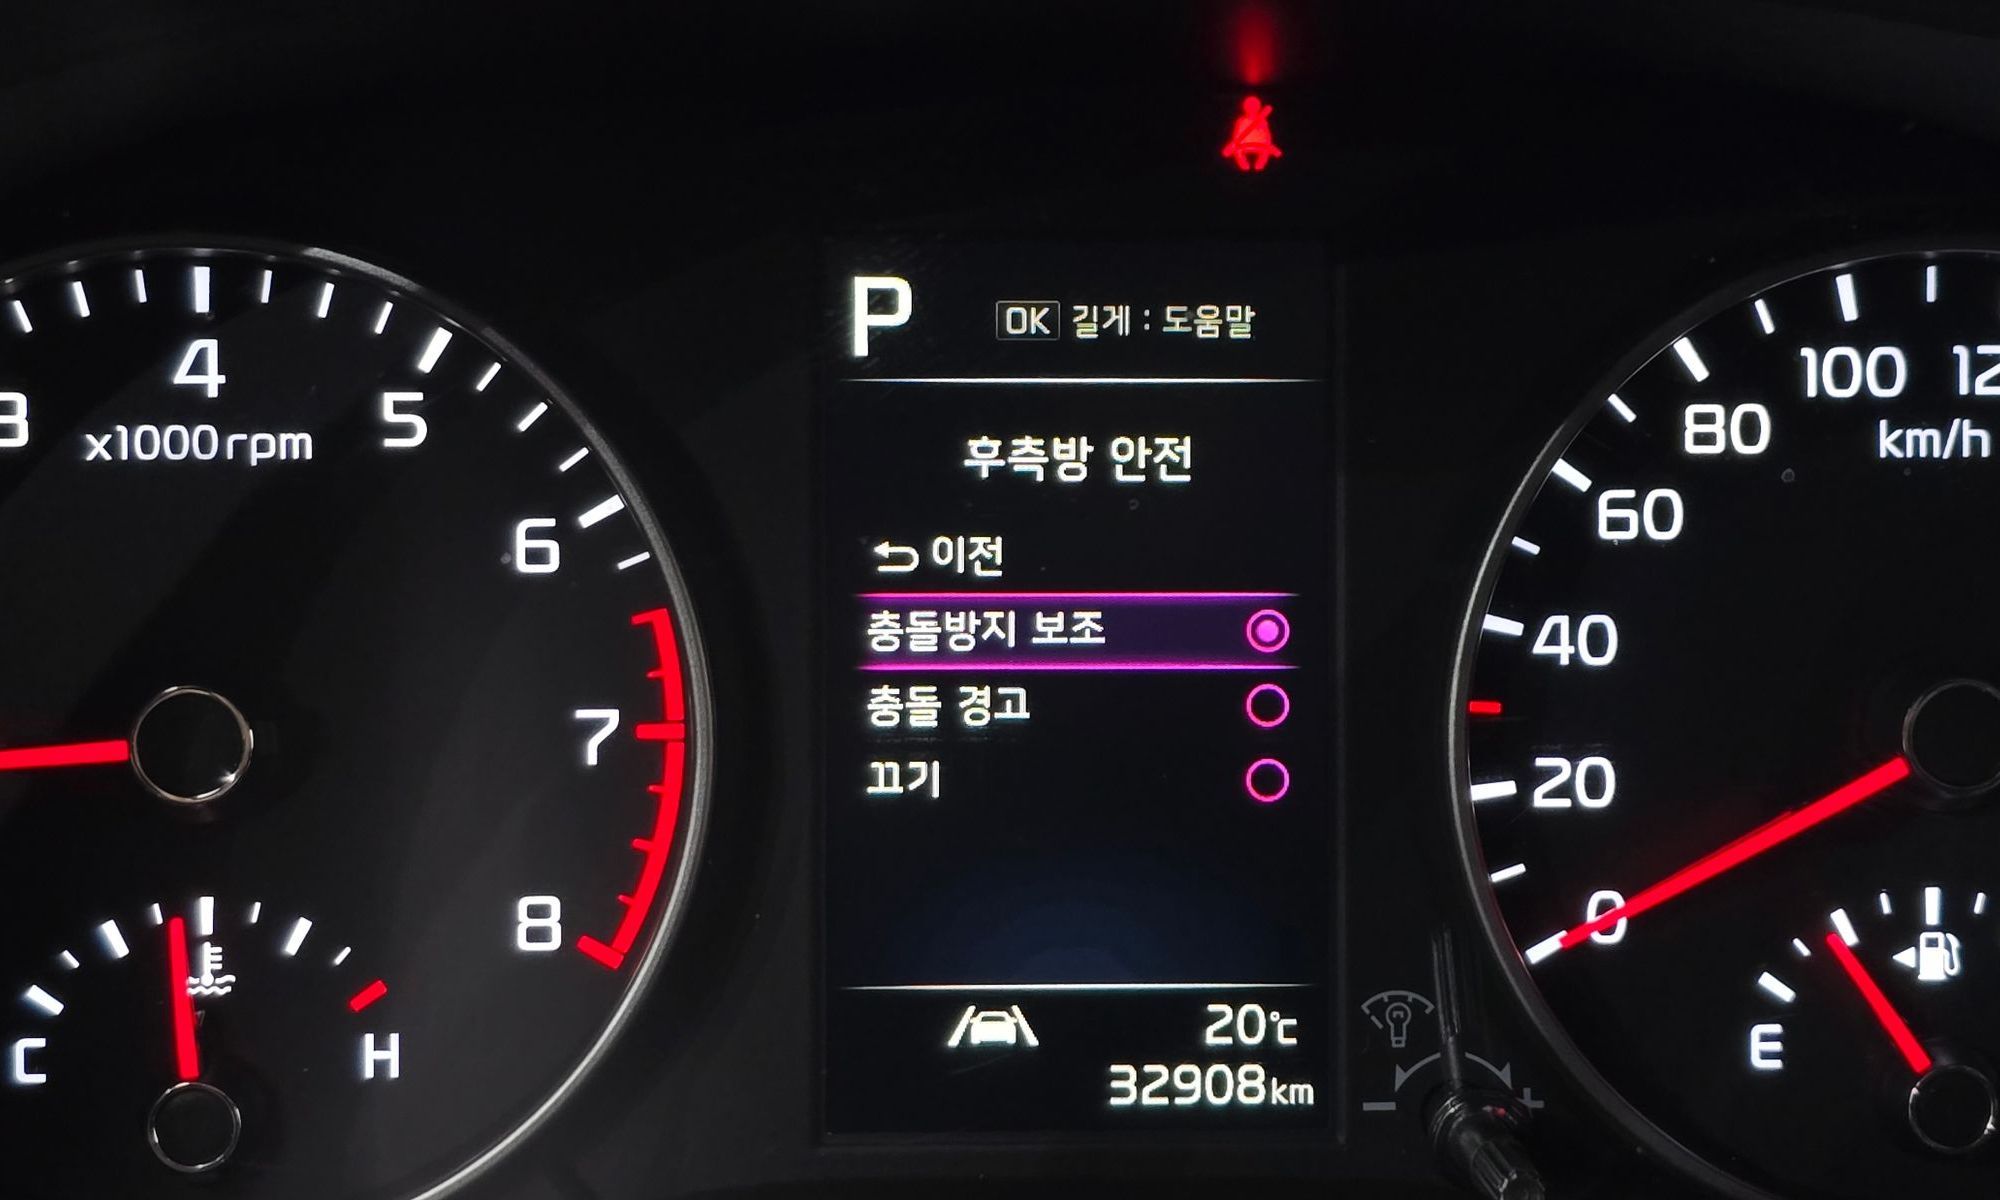 P
OK 길게 : 도움말
후측방 안전
이전
충돌방지 보조
충돌 경고
끄기
20℃
32908km
3
4
5
6
7
8
x1000rpm
C
H
0
20
40
60
80
100
km/h
E